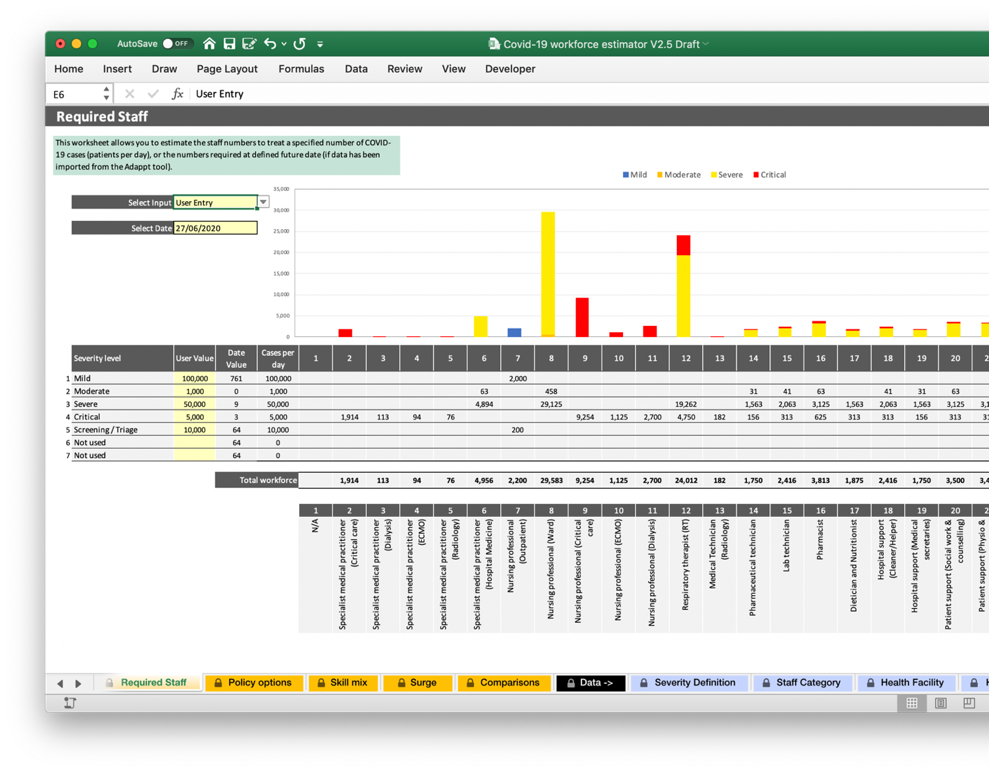 AutoSave OFF
Covid-19 workforce estimator V2.5 Draft
Home Insert Draw Page Layout Formulas Data Review View Developer
E6 fx User Entry
Required Staff
This worksheet allows you to estimate the staff numbers to treat a specified number of COVID-
19 cases (patients per day), or the numbers required at defined future date (if data has been
imported from the Adappt tool).
Mild Moderate Severe Critical
Select Input User Entry
Select Date 27/06/2020
35,000
30,000
25,000
20,000
15,000
10,000
5,000
0
Severity level User Value Date Value Cases per day 1 2 3 4 5 6 7 8 9 10 11 12 13 14 15 16 17 18 19 20
1 Mild 100,000 761 100,000 2,000
2 Moderate 1,000 0 1,000 63 458 31 41 63 41 31 63
3 Severe 50,000 9 50,000 4,894 29,125 19,262 1,563 2,063 3,125 1,563 2,063 1,563 3,125
4 Critical 5,000 3 5,000 1,914 113 94 76 9,254 1,125 2,700 4,750 182 156 313 625 313 313 156 313
5 Screening/Triage 10,000 64 10,000 200
6 Not used 64 0
7 Not used 64 0
Total workforce 1,914 113 94 76 4,956 2,200 29,583 9,254 1,125 2,700 24,012 182 1,750 2,416 3,813 1,875 2,416 1,750 3,500
1 2 3 4 5 6 7 8 9 10 11 12 13 14 15 16 17 18 19 20
N/A
Specialist medical practitioner
(Critical care)
Specialist medical practitioner
(Dialysis)
Specialist medical practitioner
(ECMO)
Specialist medical practitioner
(Radiology)
Specialist medical practitioner
(Hospital Medicine)
Nursing professional
(Outpatient)
Nursing professional (Ward)
Nursing professional (Critical
care)
Nursing professional (ECMO)
Nursing professional (Dialysis)
Respiratory therapist (RT)
Medical Technician
(Radiology)
Pharmaceutical technician
Lab technician
Pharmacist
Dietician and Nutritionist
Hospital support
(Cleaner/Helper)
Hospital support (Medical
secretaries)
Patient support (Social work &
counselling)
Patient support (Physio &
Required Staff Policy options Skill mix Surge Comparisons Data -> Severity Definition Staff Category Health Facility